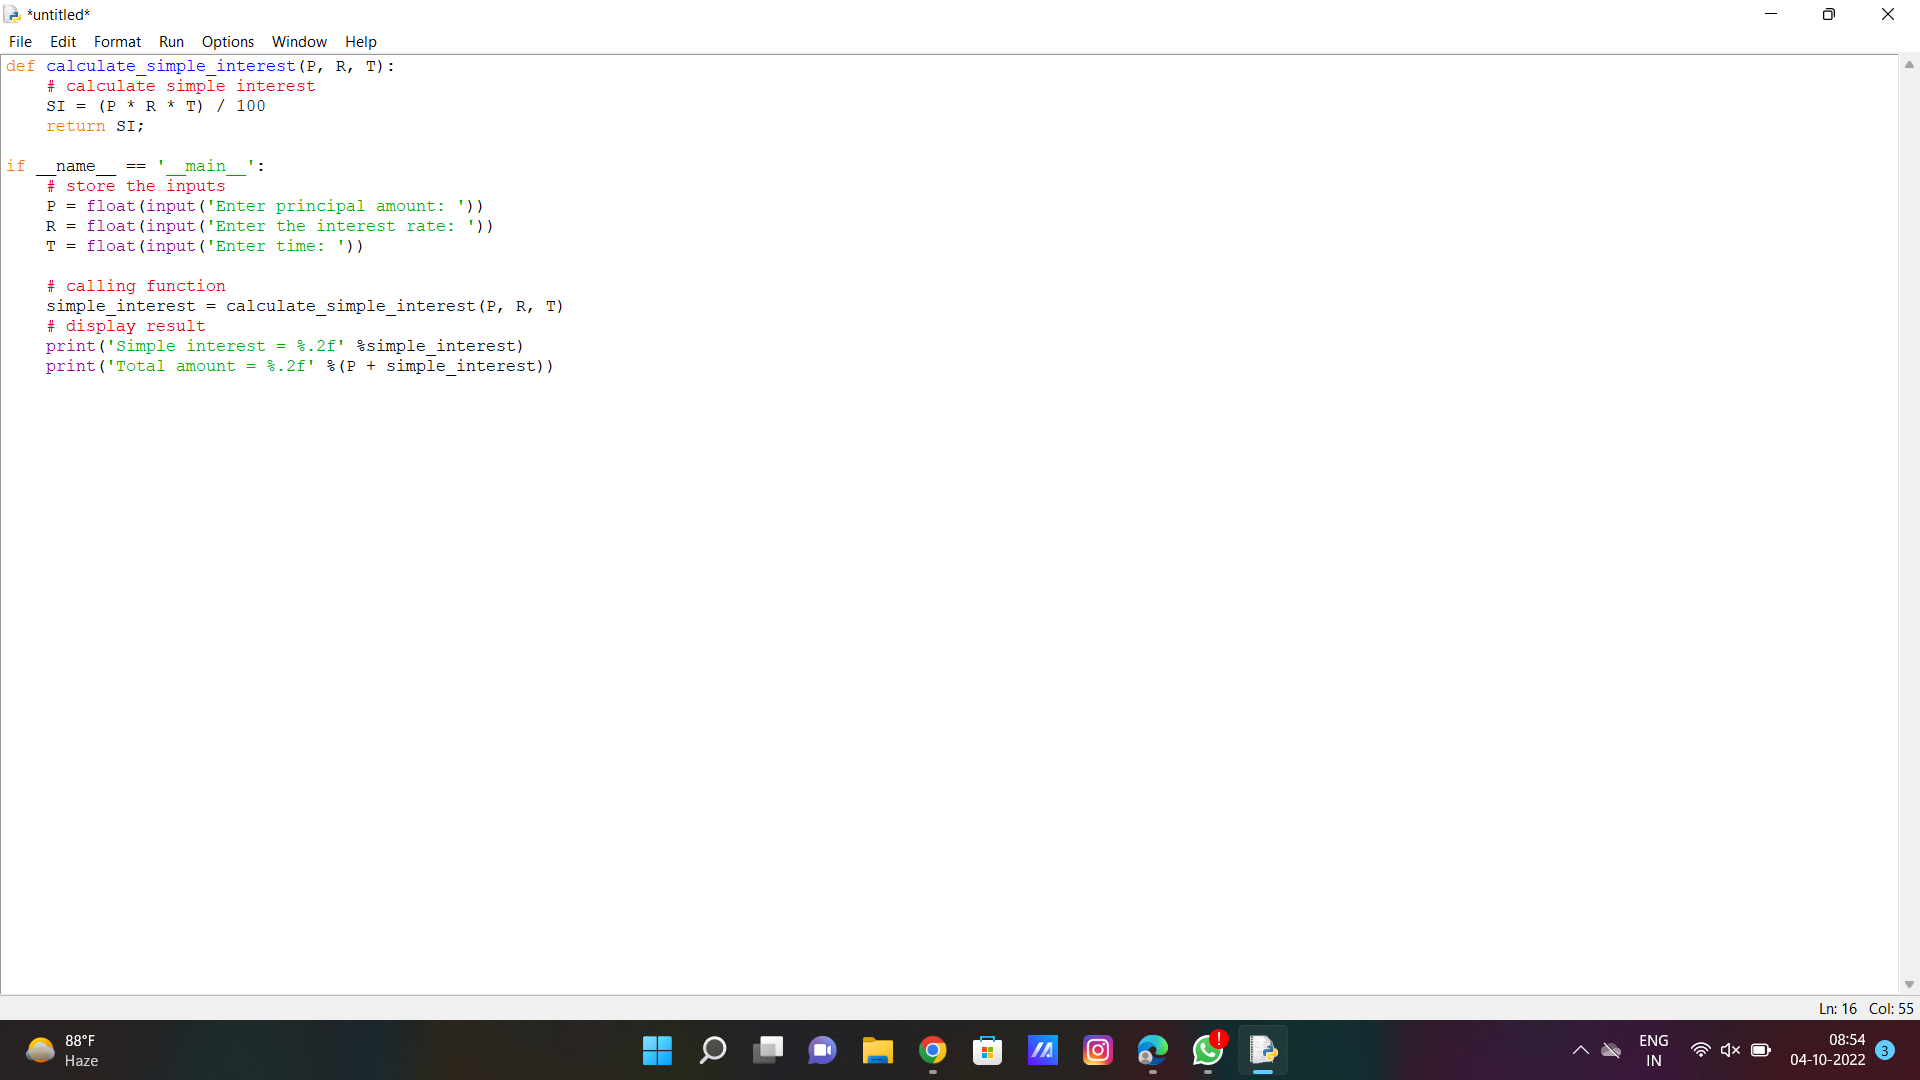 *untitled*
File Edit Format Run Options Window Help
def calculate_simple_interest(P, R, T):
    # calculate simple interest
    SI = (P * R * T) / 100
    return SI;

if __name__ == '__main__':
    # store the inputs
    P = float(input('Enter principal amount: '))
    R = float(input('Enter the interest rate: '))
    T = float(input('Enter time: '))

    # calling function
    simple_interest = calculate_simple_interest(P, R, T)
    # display result
    print('Simple interest = %.2f' %simple_interest)
    print('Total amount = %.2f' %(P + simple_interest))
Ln: 16 Col: 55
88°F
Haze
ENG
IN
08:54
04-10-2022
3